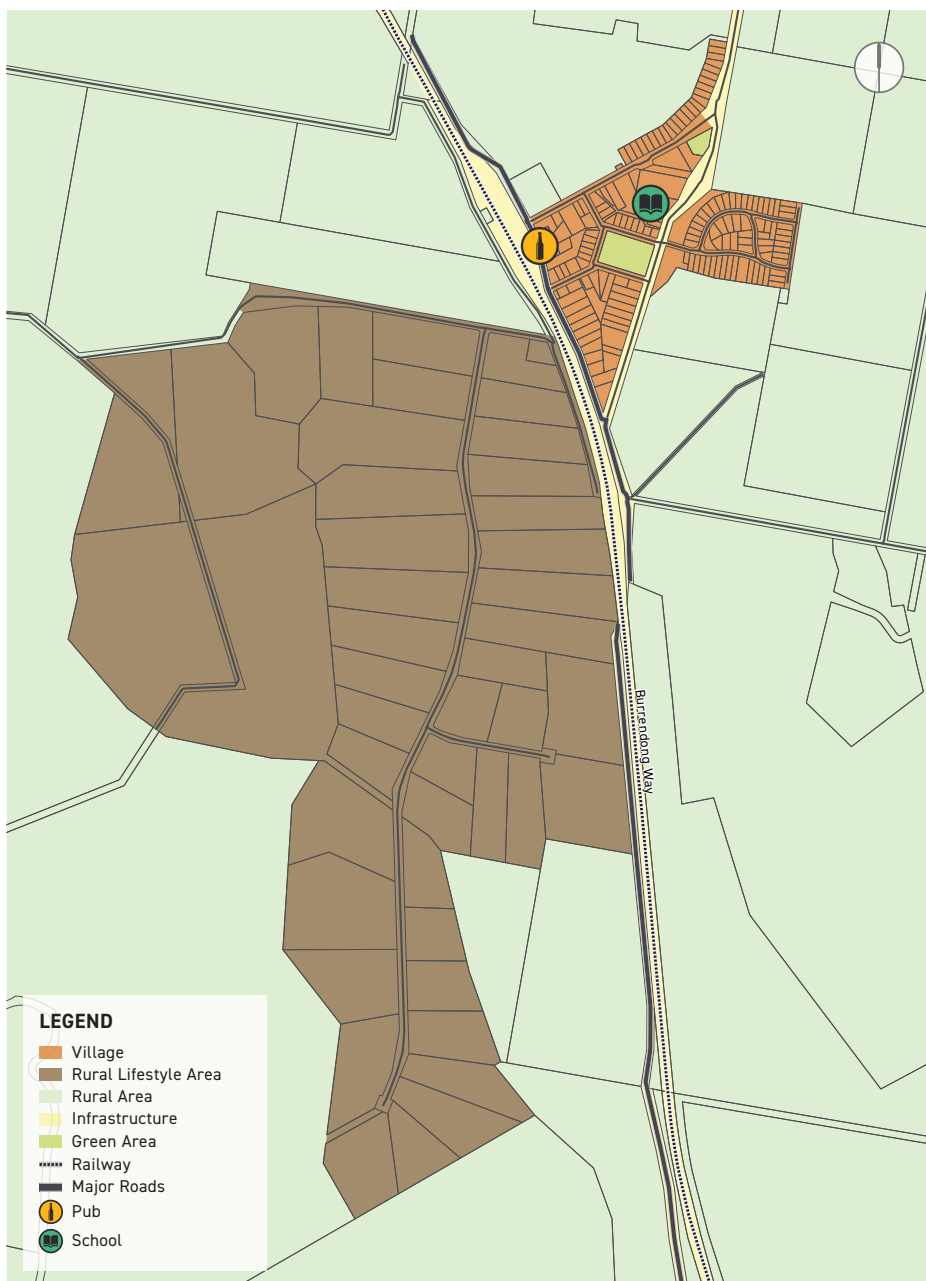 Burrendong Way
LEGEND
Village
Rural Lifestyle Area
Rural Area
Infrastructure
Green Area
Railway
Major Roads
Pub
School